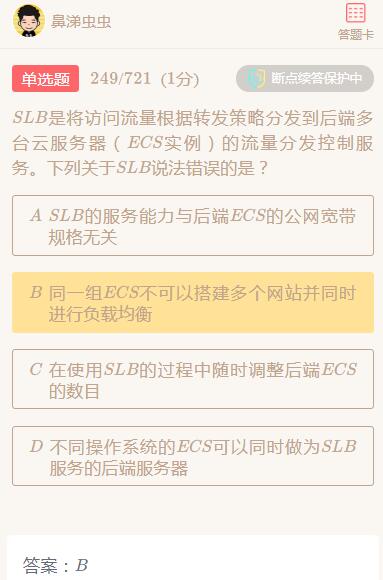 鼻涕虫虫
答题卡
单选题 249/721 (1分)
断点续答保护中
SLB是将访问流量根据转发策略分发到后端多
台云服务器（ECS实例）的流量分发控制服
务。下列关于SLB说法错误的是？
A SLB的服务能力与后端ECS的公网宽带
规格无关
B 同一组ECS不可以搭建多个网站并同时
进行负载均衡
C 在使用SLB的过程中随时调整后端ECS
的数目
D 不同操作系统的ECS可以同时做为SLB
服务的后端服务器
答案：B